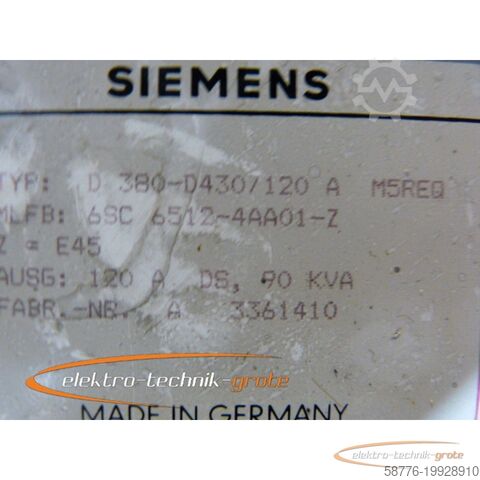 SIEMENS
TYP: D 380-D430/120 A M5REQ
MLFB: 6SC 6512-4AA01-Z
Z = E45
AUSG: 120 A DS, 90 KVA
FABR.-NR. A 3361410
elektro-technik-grote
MADE IN GERMANY
elektro-technik-grote
58776-19928910